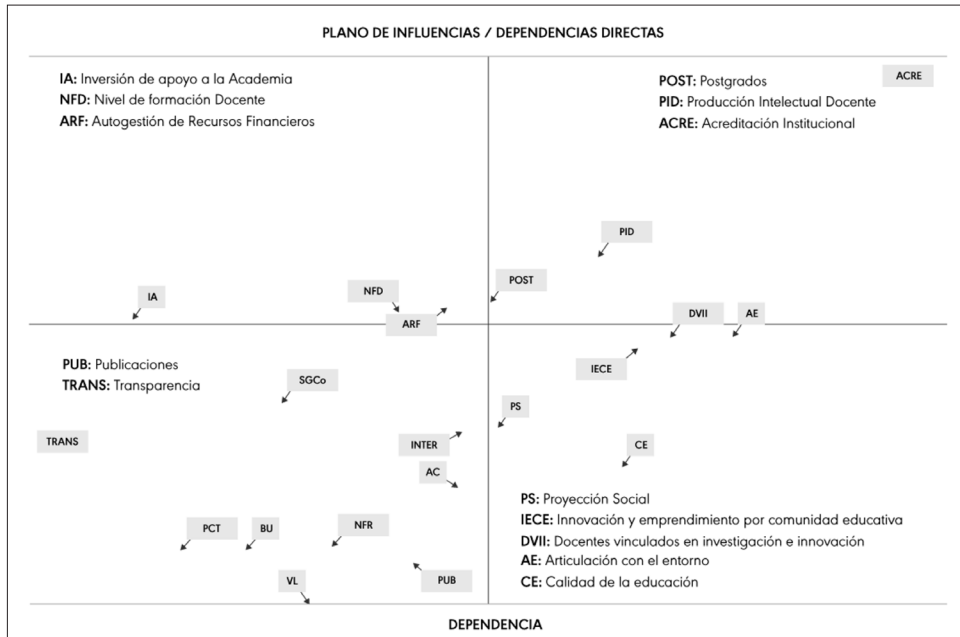 PLANO DE INFLUENCIAS / DEPENDENCIAS DIRECTAS
IA: Inversión de apoyo a la Academia
NFD: Nivel de formación Docente
ARF: Autogestión de Recursos Financieros
POST: Postgrados
PID: Producción Intelectual Docente
ACRE: Acreditación Institucional
ACRE
PID
POST
NFD
IA
ARF
DVII
AE
PUB: Publicaciones
TRANS: Transparencia
SGCo
IECE
PS
TRANS
INTER
CE
AC
PS: Proyección Social
IECE: Innovación y emprendimiento por comunidad educativa
DVII: Docentes vinculados en investigación e innovación
AE: Articulación con el entorno
CE: Calidad de la educación
PCT
BU
NFR
VL
PUB
DEPENDENCIA